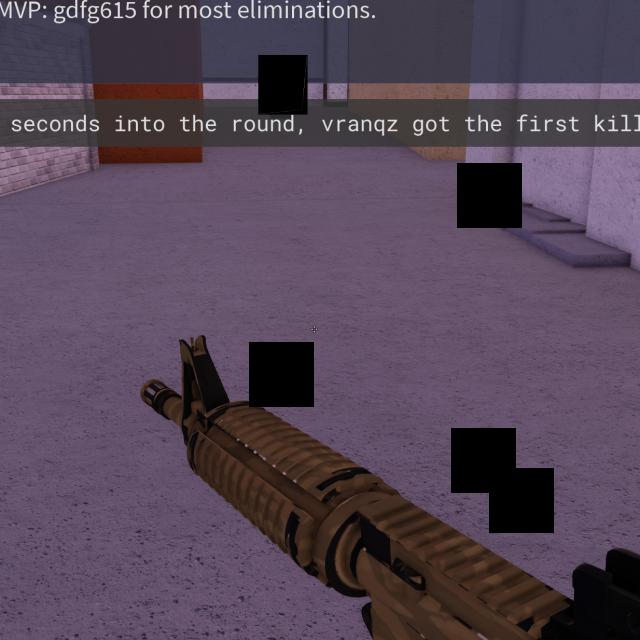 MVP: gdfg615 for most eliminations.
seconds into the round, vranqz got the first kill